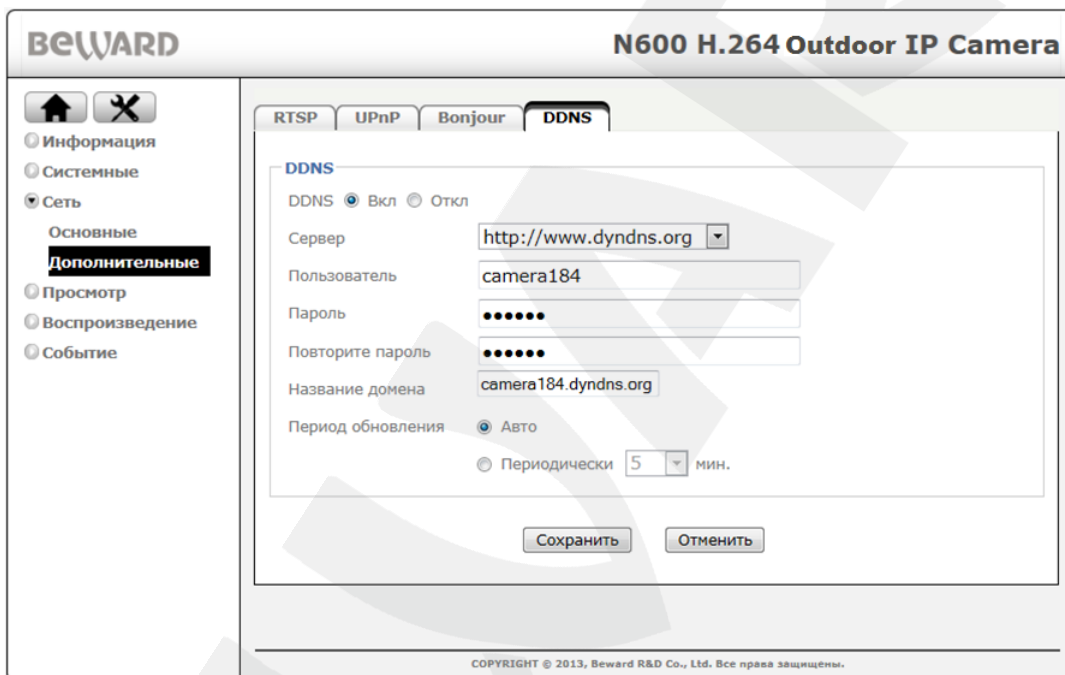 BEWARD
N600 H.264 Outdoor IP Camera
Информация
Системные
Сеть
Основные
Дополнительные
Просмотр
Воспроизведение
Событие
RTSP UPnP Bonjour DDNS
DDNS
DDNS Вкл Откл
Сервер http://www.dyndns.org
Пользователь camera184
Пароль ••••••
Повторите пароль ••••••
Название домена camera184.dyndns.org
Период обновления Авто
Периодически 5 мин.
Сохранить Отменить
COPYRIGHT © 2013, Beward R&D Co., Ltd. Все права защищены.